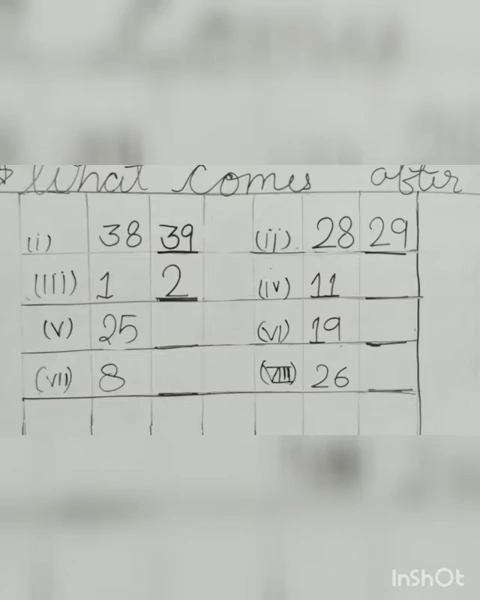 What comes after
(i) 38 39 (ii) 28 29
(III) 1 2 (IV) 11
(V) 25 (VI) 19
(VII) 8 (VIII) 26
InShOt